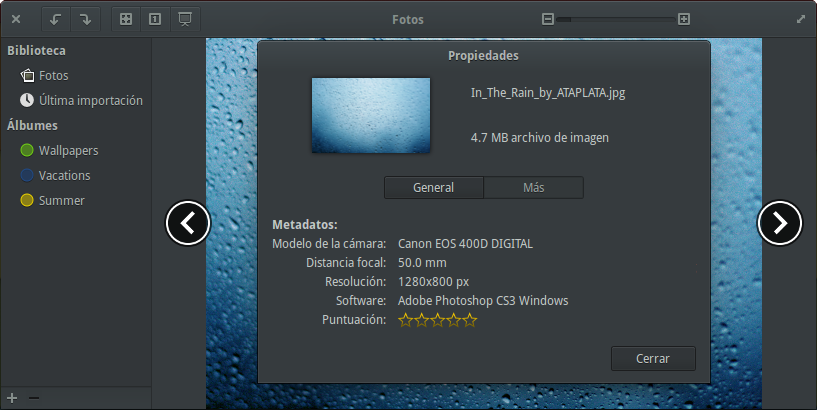 Fotos
Biblioteca
Fotos
Última importación
Álbumes
Wallpapers
Vacations
Summer
Propiedades
In_The_Rain_by_ATAPLATA.jpg
4.7 MB archivo de imagen
General Más
Metadatos:
Modelo de la cámara: Canon EOS 400D DIGITAL
Distancia focal: 50.0 mm
Resolución: 1280x800 px
Software: Adobe Photoshop CS3 Windows
Puntuación:
Cerrar